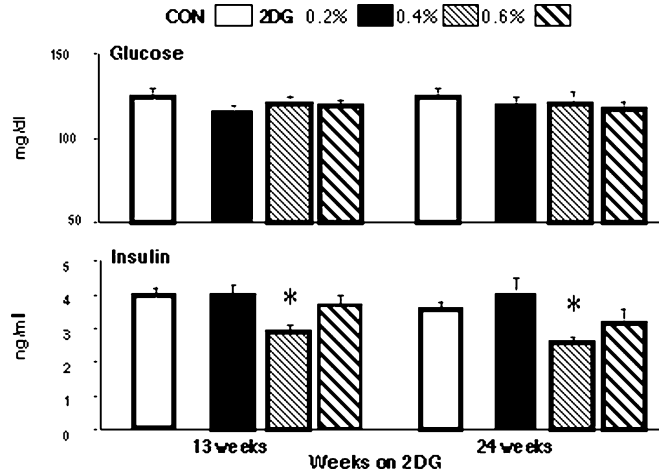 CON 2DG 0.2% 0.4% 0.6%
Glucose
150
100
50
mg/dl
Insulin
5
4
3
2
1
0
ng/ml
*
*
13 weeks 24 weeks
Weeks on 2DG